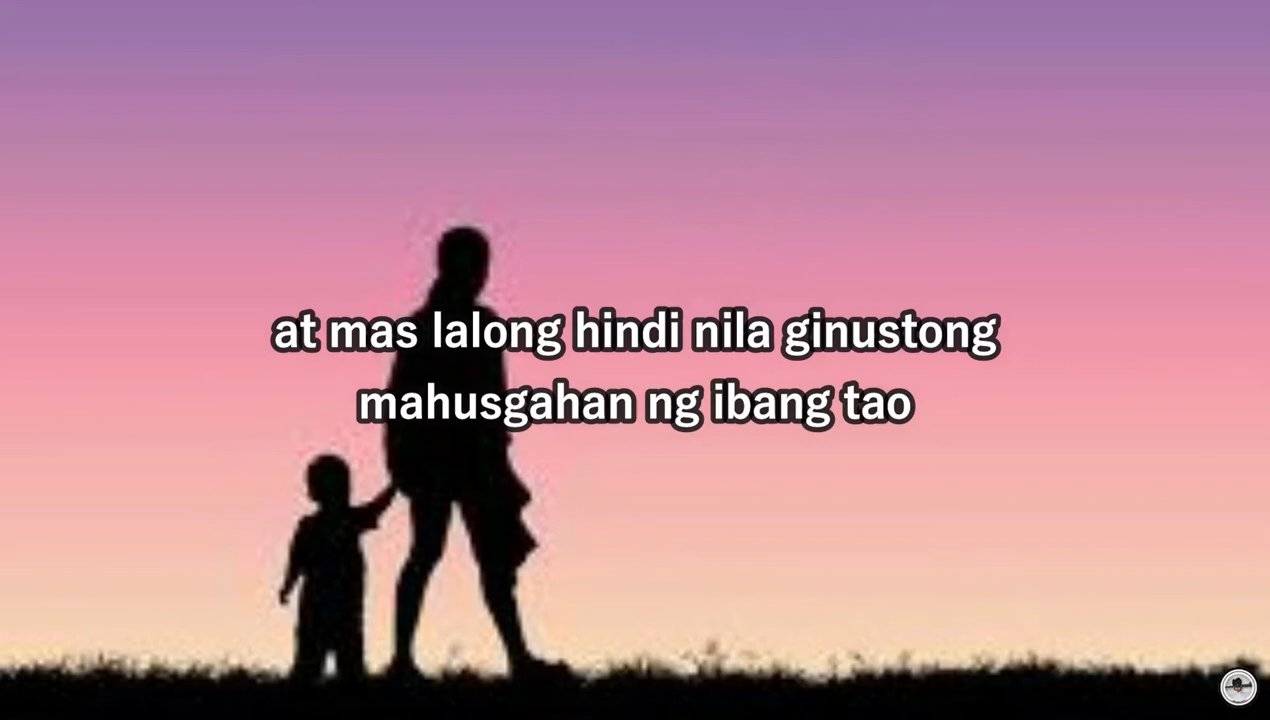 at mas lalong hindi nila ginustong
mahusgahan ng ibang tao